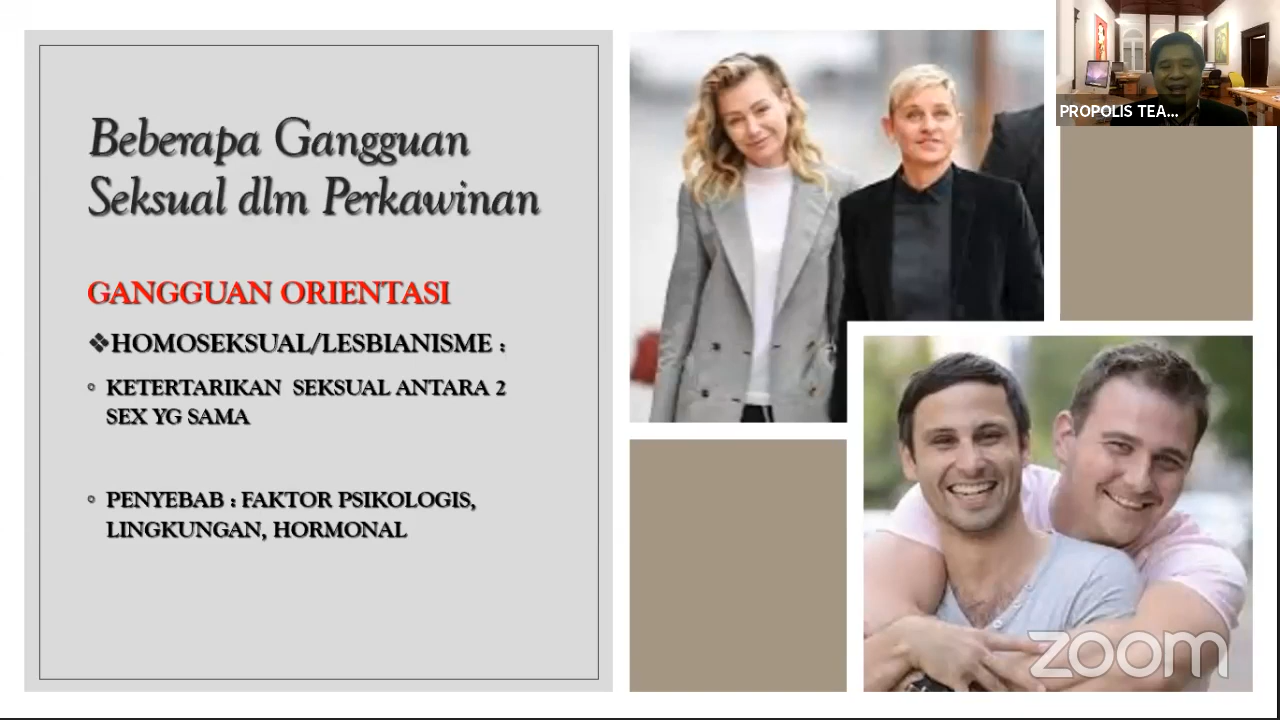 Beberapa Gangguan
Seksual dlm Perkawinan
GANGGUAN ORIENTASI
❖HOMOSEKSUAL/LESBIANISME :
◦ KETERTARIKAN SEKSUAL ANTARA 2
SEX YG SAMA
◦ PENYEBAB : FAKTOR PSIKOLOGIS,
LINGKUNGAN, HORMONAL
PROPOLIS TEA...
zoom